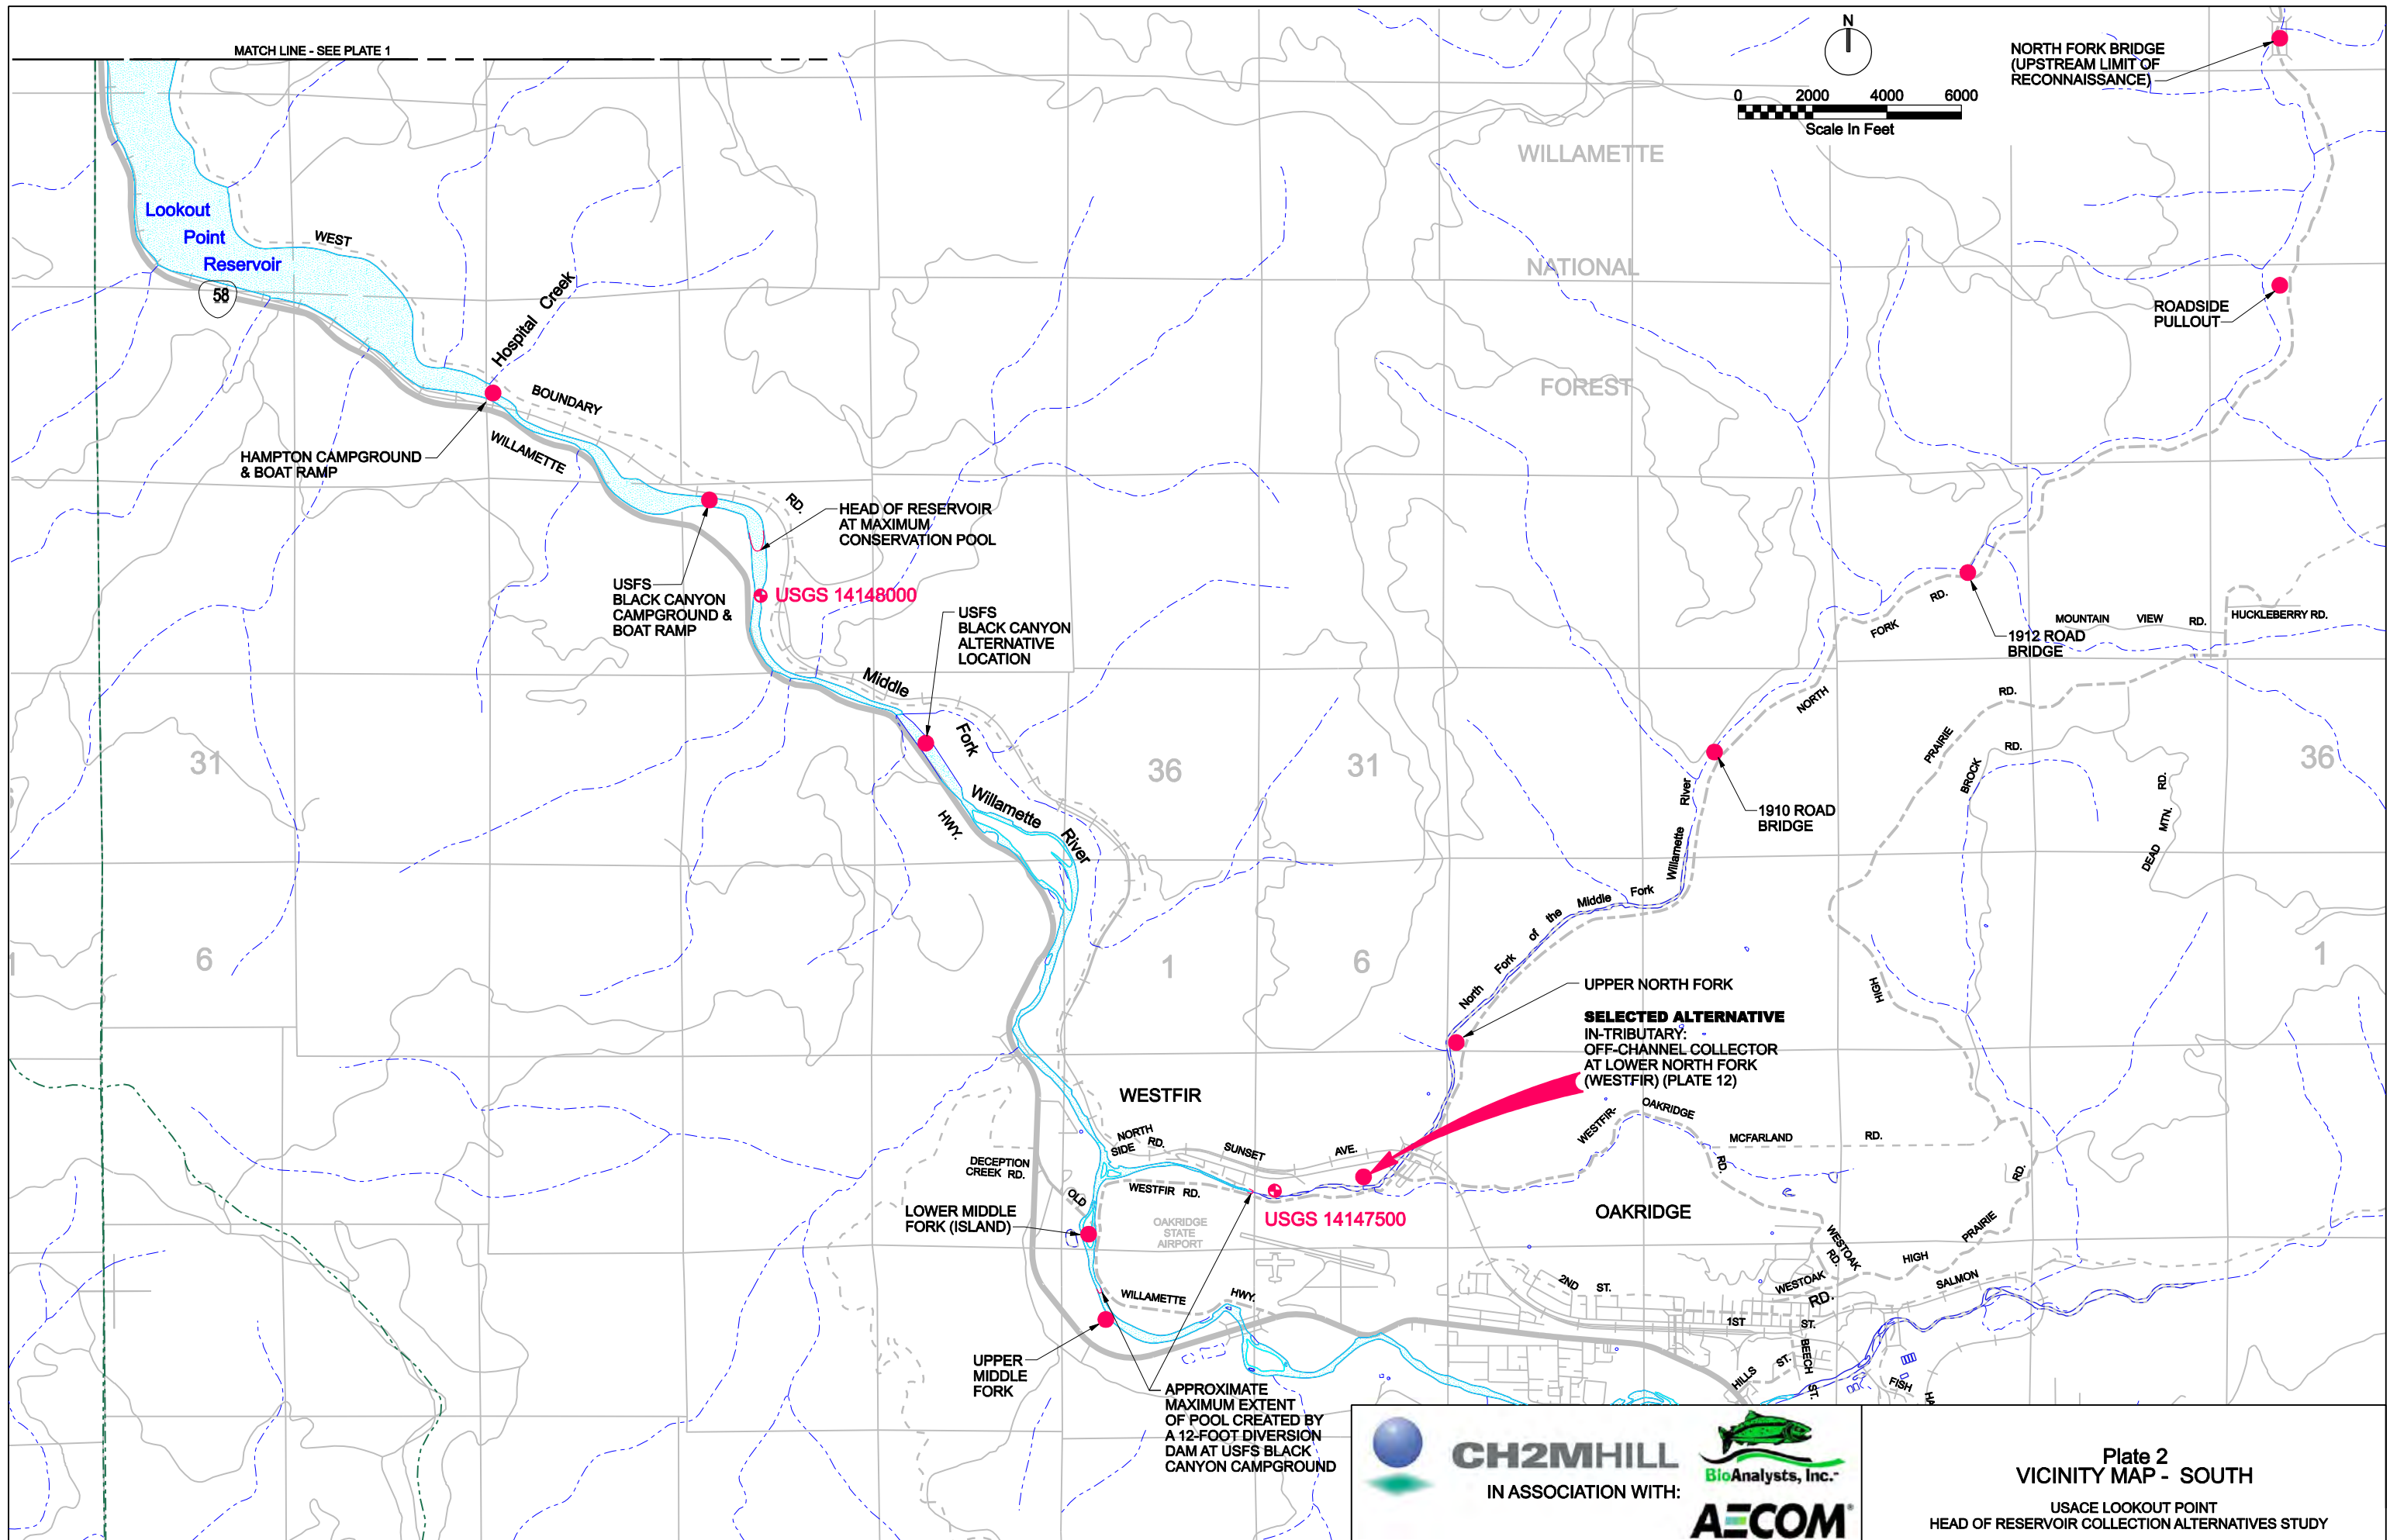 MATCH LINE - SEE PLATE 1
N
0 2000 4000 6000
Scale In Feet
NORTH FORK BRIDGE
(UPSTREAM LIMIT OF
RECONNAISSANCE)
WILLAMETTE
NATIONAL
FOREST
Lookout
Point
Reservoir
58
WEST
Hospital Creek
BOUNDARY
RD.
WILLAMETTE
HWY.
HAMPTON CAMPGROUND
& BOAT RAMP
ROADSIDE
PULLOUT
HEAD OF RESERVOIR
AT MAXIMUM
CONSERVATION POOL
USFS
BLACK CANYON
CAMPGROUND &
BOAT RAMP
USGS 14148000
USFS
BLACK CANYON
ALTERNATIVE
LOCATION
Middle
Fork
Willamette
River
FORK
RD.
NORTH
1912 ROAD
BRIDGE
MOUNTAIN VIEW RD.
HUCKLEBERRY RD.
RD.
PRAIRIE
HIGH
BROCK
RD.
DEAD MTN. RD.
31
36
31
36
1910 ROAD
BRIDGE
North Fork of the Middle Fork Willamette River
6
1
6
1
UPPER NORTH FORK
SELECTED ALTERNATIVE
IN-TRIBUTARY:
OFF-CHANNEL COLLECTOR
AT LOWER NORTH FORK
(WESTFIR) (PLATE 12)
WESTFIR
NORTH
SIDE RD.
SUNSET AVE.
WESTFIR-
OAKRIDGE
RD.
MCFARLAND RD.
DECEPTION
CREEK RD.
OLD
WESTFIR RD.
LOWER MIDDLE
FORK (ISLAND)
OAKRIDGE
STATE
AIRPORT
USGS 14147500
OAKRIDGE
RD.
PRAIRIE
HIGH
WESTOAK
RD.
WESTOAK
RD.
SALMON
2ND ST.
1ST ST.
BEECH ST.
HILLS ST.
FISH
HA
WILLAMETTE HWY.
UPPER
MIDDLE
FORK
APPROXIMATE
MAXIMUM EXTENT
OF POOL CREATED BY
A 12-FOOT DIVERSION
DAM AT USFS BLACK
CANYON CAMPGROUND
CH2MHILL
IN ASSOCIATION WITH:
BioAnalysts, Inc.
AECOM
Plate 2
VICINITY MAP - SOUTH
USACE LOOKOUT POINT
HEAD OF RESERVOIR COLLECTION ALTERNATIVES STUDY